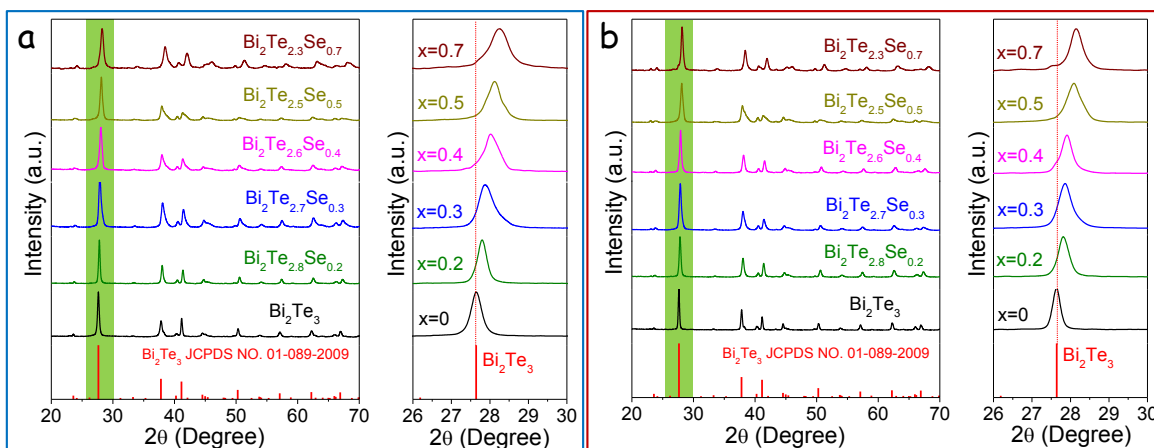 a
Intensity (a.u.)
Bi2Te2.3Se0.7
Bi2Te2.5Se0.5
Bi2Te2.6Se0.4
Bi2Te2.7Se0.3
Bi2Te2.8Se0.2
Bi2Te3
Bi2Te3 JCPDS NO. 01-089-2009
20 30 40 50 60 70
2θ (Degree)
Intensity (a.u.)
x=0.7
x=0.5
x=0.4
x=0.3
x=0.2
x=0
Bi2Te3
26 27 28 29 30
2θ (Degree)
b
Intensity (a.u.)
Bi2Te2.3Se0.7
Bi2Te2.5Se0.5
Bi2Te2.6Se0.4
Bi2Te2.7Se0.3
Bi2Te2.8Se0.2
Bi2Te3
Bi2Te3 JCPDS NO. 01-089-2009
20 30 40 50 60 70
2θ (Degree)
Intensity (a.u.)
x=0.7
x=0.5
x=0.4
x=0.3
x=0.2
x=0
Bi2Te3
26 27 28 29 30
2θ (Degree)